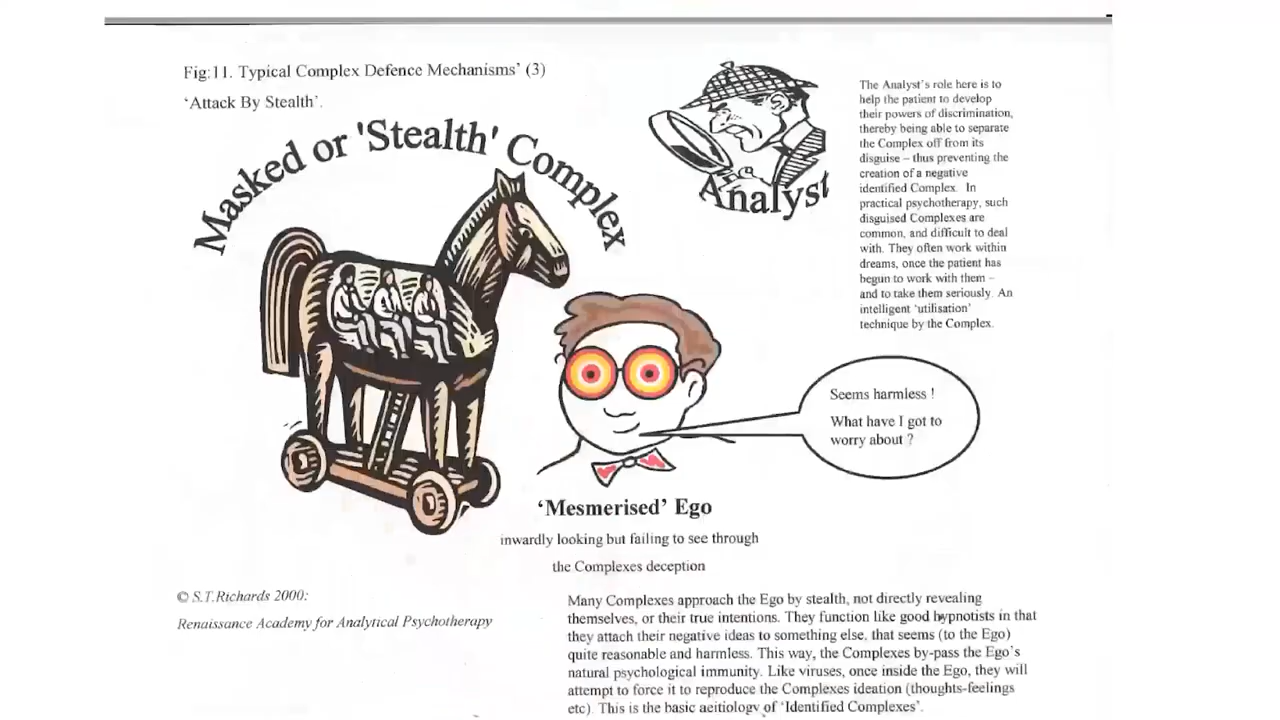 Fig:11. Typical Complex Defence Mechanisms' (3)
'Attack By Stealth'.
Masked or 'Stealth' Complex
Analyst
The Analyst's role here is to
help the patient to develop
their powers of discrimination,
thereby being able to separate
the Complex off from its
disguise – thus preventing the
creation of a negative
identified Complex. In
practical psychotherapy, such
disguised Complexes are
common, and difficult to deal
with. They often work within
dreams, once the patient has
begun to work with them –
and to take them seriously. An
intelligent 'utilisation'
technique by the Complex.
Seems harmless !
What have I got to
worry about ?
'Mesmerised' Ego
inwardly looking but failing to see through
the Complexes deception
© S.T.Richards 2000:
Renaissance Academy for Analytical Psychotherapy
Many Complexes approach the Ego by stealth, not directly revealing
themselves, or their true intentions. They function like good hypnotists in that
they attach their negative ideas to something else, that seems (to the Ego)
quite reasonable and harmless. This way, the Complexes by-pass the Ego's
natural psychological immunity. Like viruses, once inside the Ego, they will
attempt to force it to reproduce the Complexes ideation (thoughts-feelings
etc). This is the basic aeitiology of 'Identified Complexes'.